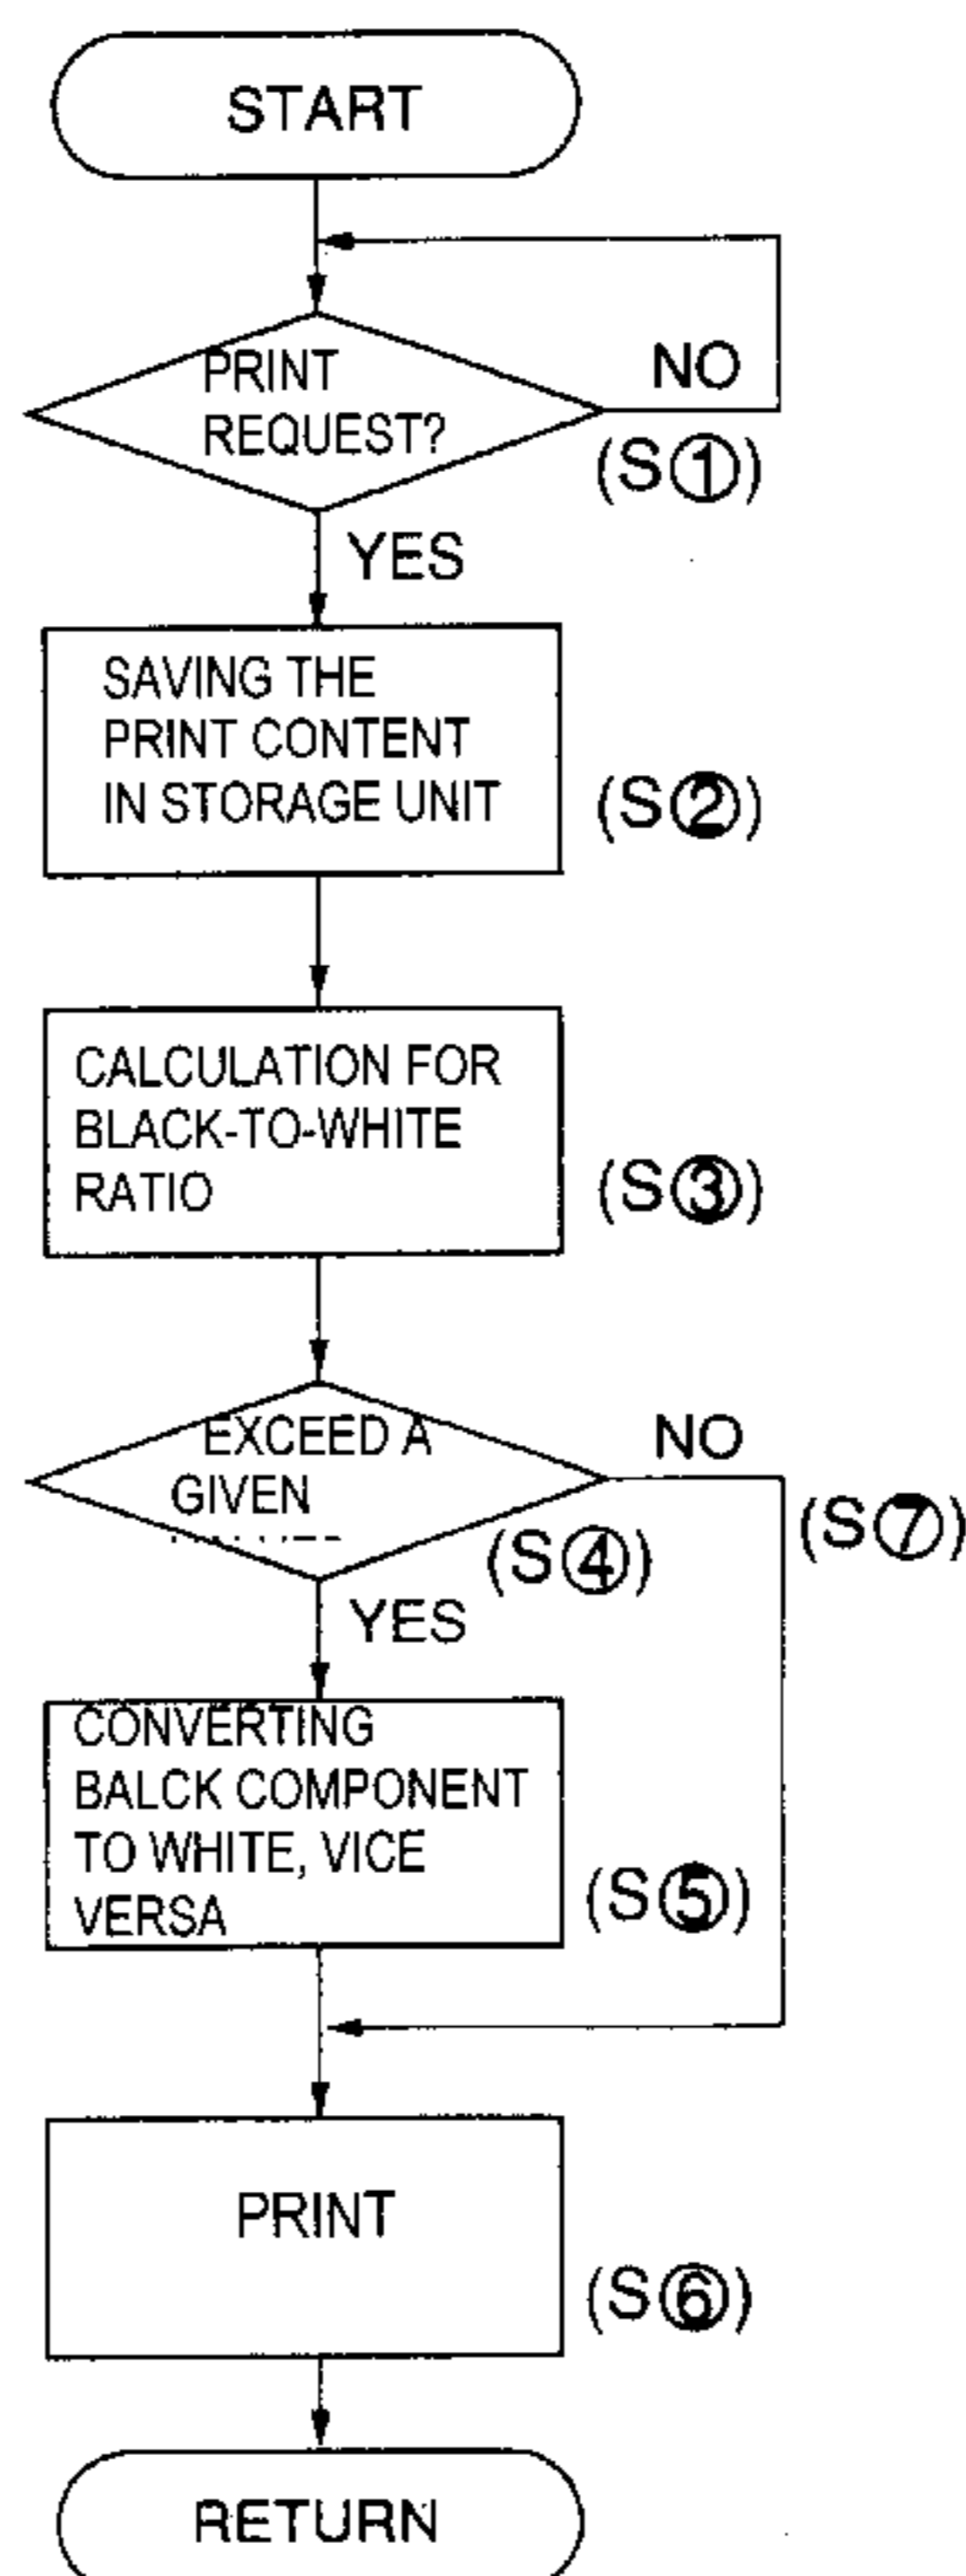 START
PRINT
REQUEST?
NO
(S①)
YES
SAVING THE
PRINT CONTENT
IN STORAGE UNIT
(S②)
CALCULATION FOR
BLACK-TO-WHITE
RATIO
(S③)
EXCEED A
GIVEN
NO
(S⑦)
(S④)
YES
CONVERTING
BALCK COMPONENT
TO WHITE, VICE
VERSA
(S⑤)
PRINT
(S⑥)
RETURN